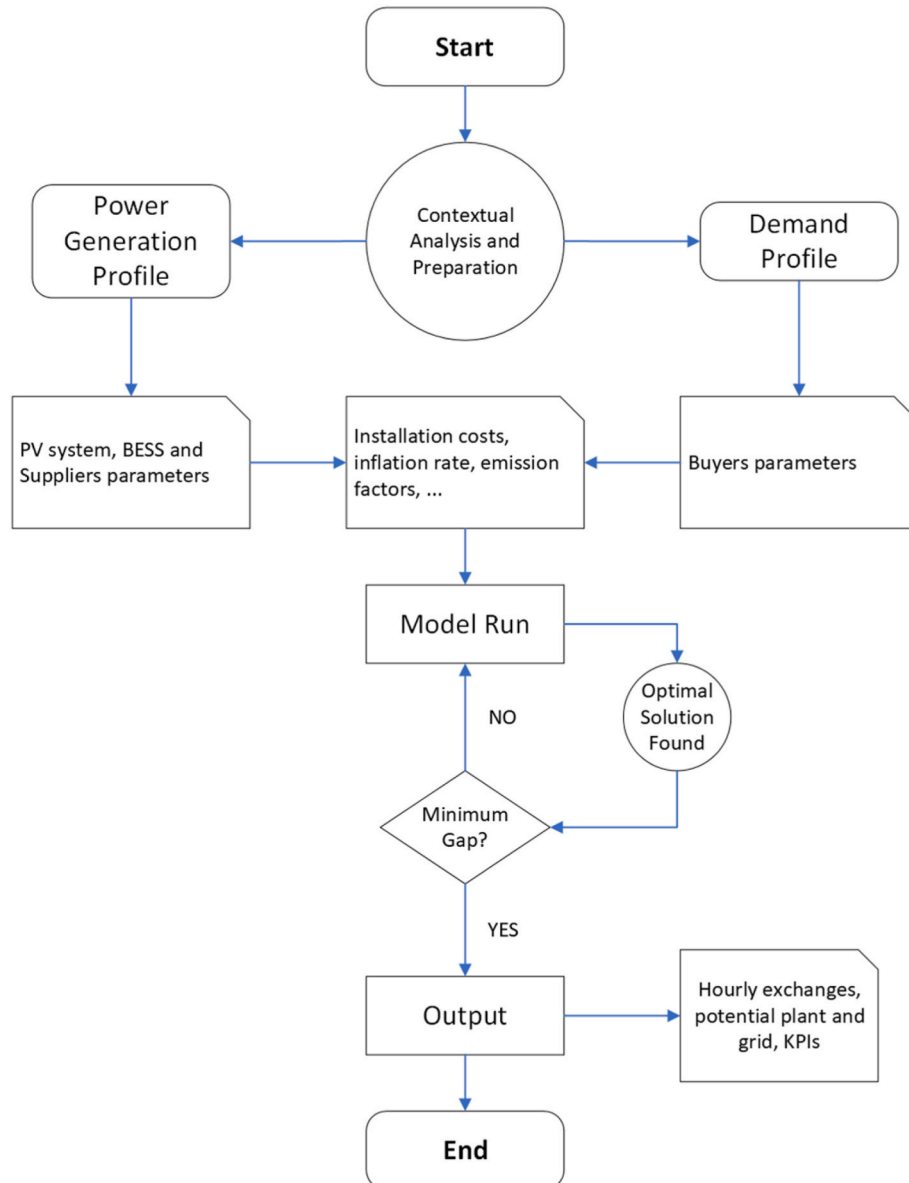 Start
Contextual
Analysis and
Preparation
Power
Generation
Profile
Demand
Profile
PV system, BESS and
Suppliers parameters
Installation costs,
inflation rate, emission
factors, ...
Buyers parameters
Model Run
Optimal
Solution
Found
NO
Minimum
Gap?
YES
Output
Hourly exchanges,
potential plant and
grid, KPIs
End